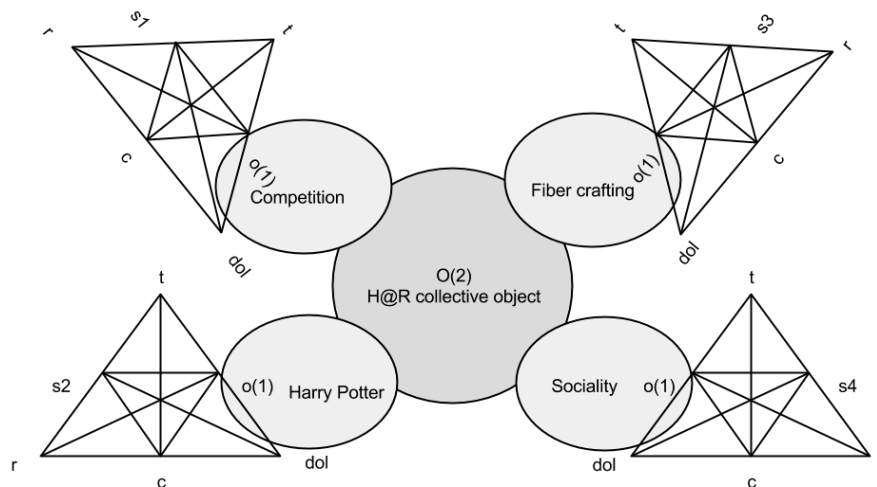 s1
r
t
c
o(1)
Competition
dol
t
s3
r
c
o(1)
Fiber crafting
dol
O(2)
H@R collective object
t
s2
o(1)
Harry Potter
r
dol
c
t
Sociality
o(1)
s4
dol
c